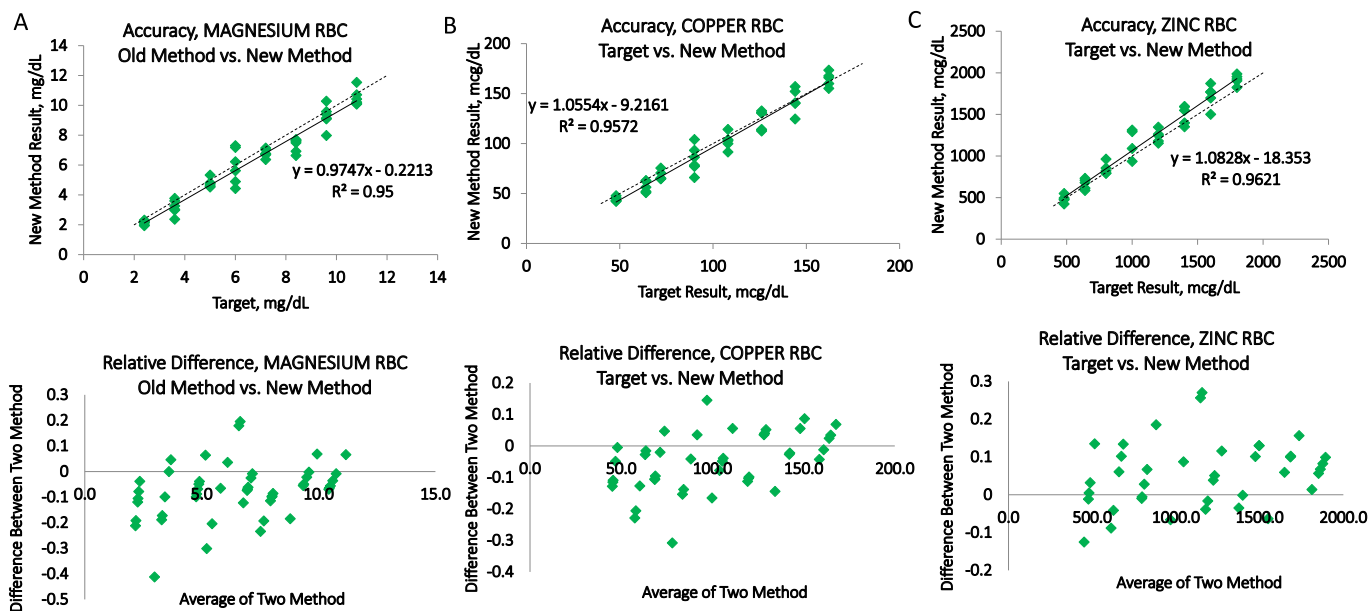 A
Accuracy, MAGNESIUM RBC
Old Method vs. New Method
New Method Result, mg/dL
14
12
10
8
6
4
2
0
y = 0.9747x - 0.2213
R² = 0.95
0 2 4 6 8 10 12 14
Target, mg/dL
B
Accuracy, COPPER RBC
Target vs. New Method
New Method Result, mcg/dL
200
150
100
50
0
y = 1.0554x - 9.2161
R² = 0.9572
0 50 100 150 200
Target Result, mcg/dL
C
Accuracy, ZINC RBC
Target vs. New Method
New Method Result, mcg/dL
2500
2000
1500
1000
500
0
y = 1.0828x - 18.353
R² = 0.9621
0 500 1000 1500 2000 2500
Target Result, mcg/dL
Relative Difference, MAGNESIUM RBC
Old Method vs. New Method
Difference Between Two Method
0.3
0.2
0.1
0
-0.1
-0.2
-0.3
-0.4
-0.5
0.0 5.0 10.0 15.0
Average of Two Method
Relative Difference, COPPER RBC
Target vs. New Method
Difference Between Two Method
0.2
0.1
0
-0.1
-0.2
-0.3
-0.4
0.0 50.0 100.0 150.0 200.0
Average of Two Method
Relative Difference, ZINC RBC
Target vs. New Method
Difference Between Two Method
0.3
0.2
0.1
0
-0.1
-0.2
0.0 500.0 1000.0 1500.0 2000.0
Average of Two Method